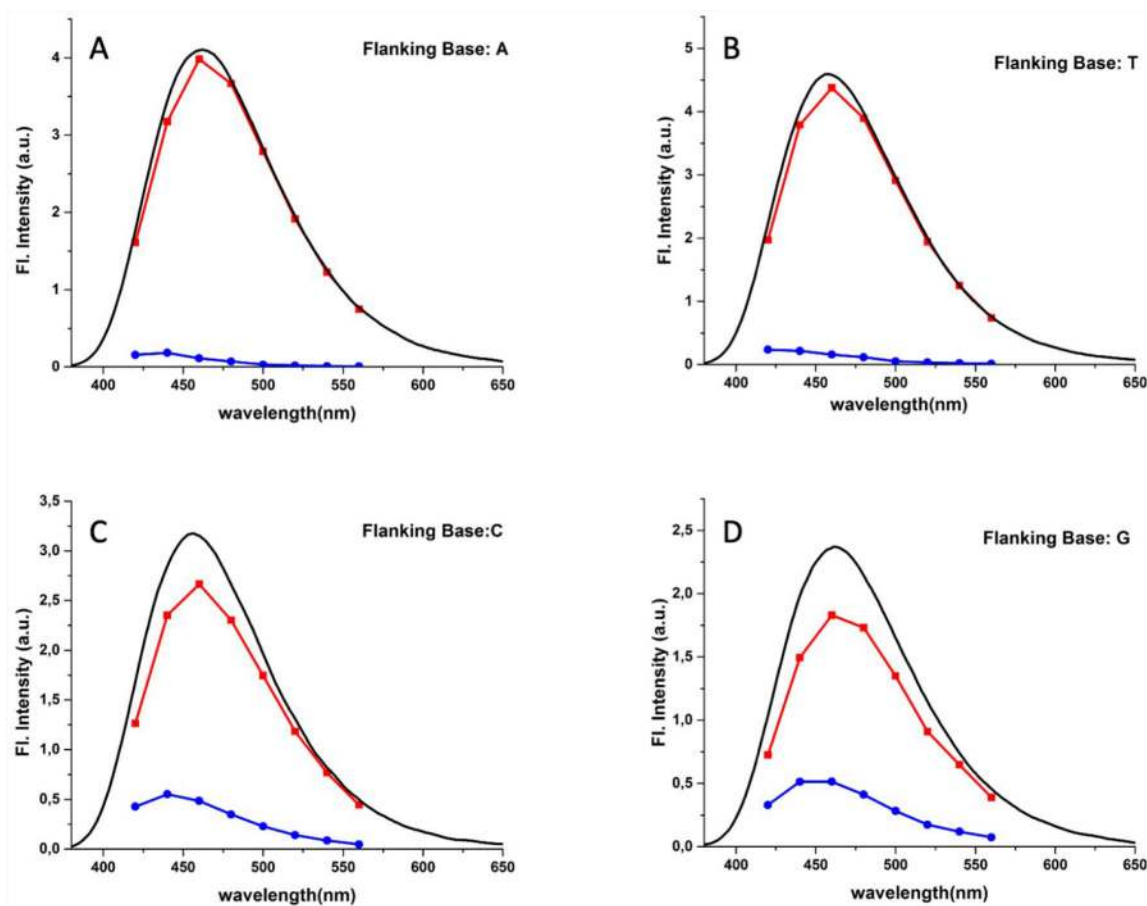 A
Flanking Base: A
Fl. Intensity (a.u.)
4
3
2
1
0
400 450 500 550 600 650
wavelength(nm)
B
Flanking Base: T
Fl. Intensity (a.u.)
5
4
3
2
1
0
400 450 500 550 600 650
wavelength(nm)
C
Flanking Base:C
Fl. Intensity (a.u.)
3,5
3,0
2,5
2,0
1,5
1,0
0,5
0,0
400 450 500 550 600 650
wavelength(nm)
D
Flanking Base: G
Fl. Intensity (a.u.)
2,5
2,0
1,5
1,0
0,5
0,0
400 450 500 550 600 650
wavelength(nm)